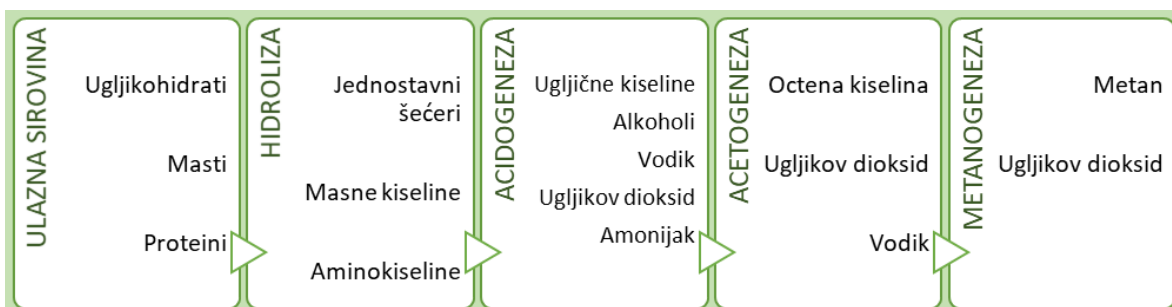 ULAZNA SIROVINA
Ugljikohidrati
Masti
Proteini
HIDROLIZA
Jednostavni
šećeri
Masne kiseline
Aminokiseline
ACIDOGENEZA
Ugljične kiseline
Alkoholi
Vodik
Ugljikov dioksid
Amonijak
ACETOGENEZA
Octena kiselina
Ugljikov dioksid
Vodik
METANOGENEZA
Metan
Ugljikov dioksid